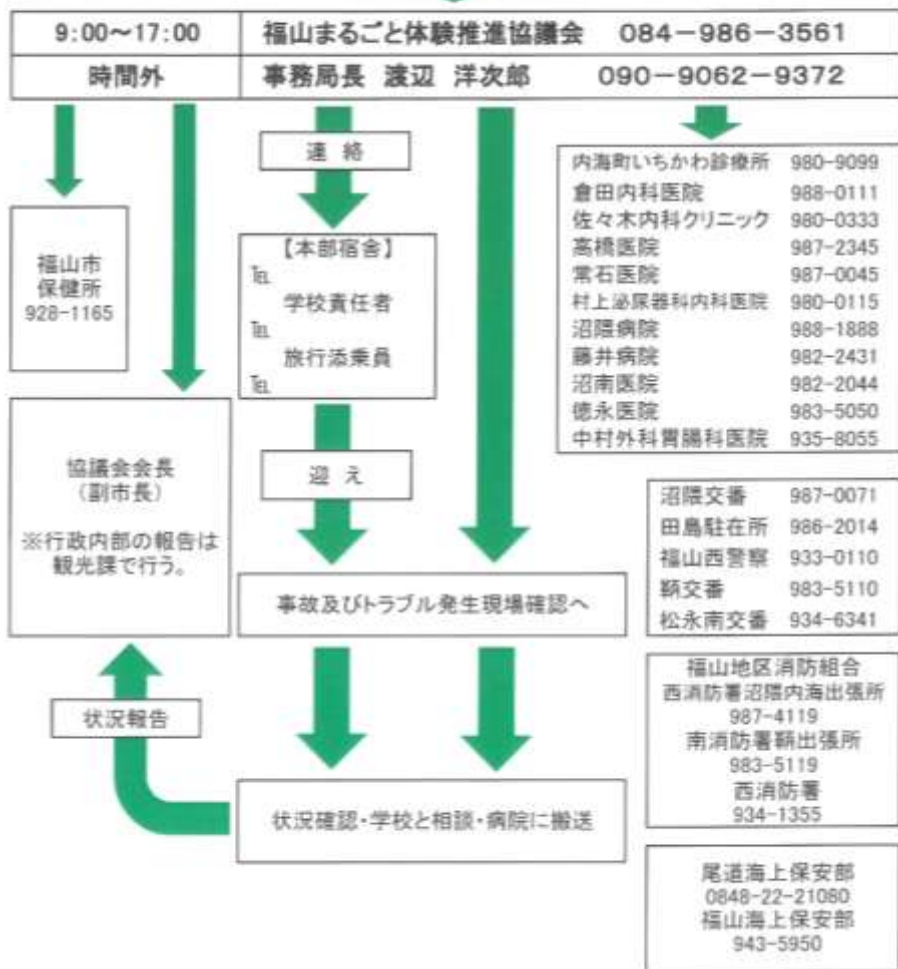 9:00～17:00 福山まるごと体験推進協議会 084－986－3561
時間外 事務局長 渡辺 洋次郎 090－9062－9372
連絡
【本部宿舎】
℡
学校責任者
℡
旅行添乗員
℡
福山市
保健所
928-1165
協議会会長
(副市長)
※行政内部の報告は
観光課で行う。
迎え
事故及びトラブル発生現場確認へ
状況報告
状況確認・学校と相談・病院に搬送
内海町いちかわ診療所 980-9099
倉田内科医院 988-0111
佐々木内科クリニック 980-0333
高橋医院 987-2345
常石医院 987-0045
村上泌尿器科内科医院 980-0115
沼隈病院 988-1888
藤井病院 982-2431
沼南医院 982-2044
徳永医院 983-5050
中村外科胃腸科医院 935-8055
沼隈交番 987-0071
田島駐在所 986-2014
福山西警察 933-0110
鞆交番 983-5110
松永南交番 934-6341
福山地区消防組合
西消防署沼隈内海出張所
987-4119
南消防署鞆出張所
983-5119
西消防署
934-1355
尾道海上保安部
0848-22-21080
福山海上保安部
943-5950